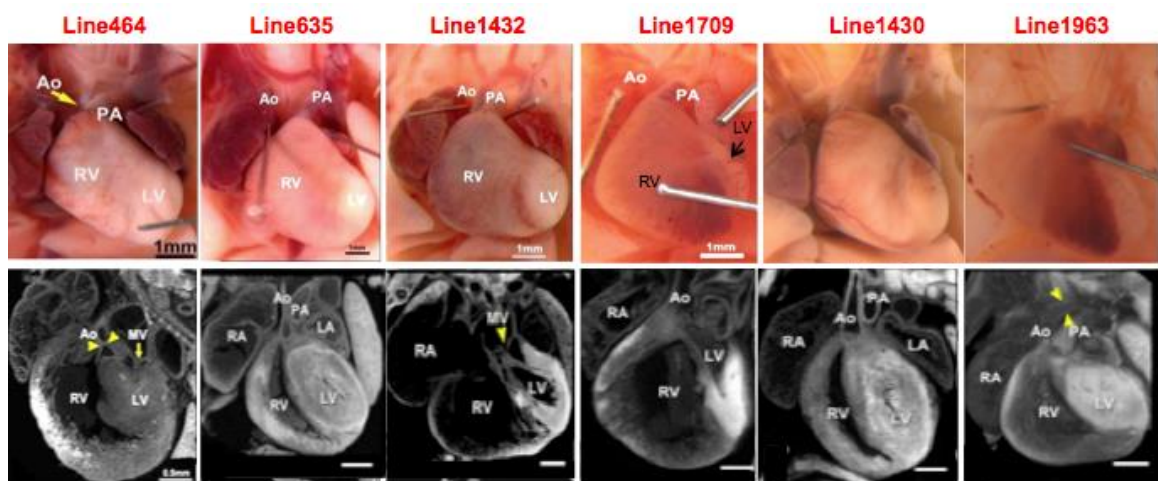 Line464 Line635 Line1432 Line1709 Line1430 Line1963
Ao PA RV LV 1mm
Ao PA RV LV 1mm
Ao PA RV LV 1mm
Ao PA LV RV 1mm
Ao MV RV LV 0.5mm
Ao PA RA LA RV LV
MV RA LV RV
RA Ao LV RV
PA Ao RA LA RV LV
Ao PA RA RV LV